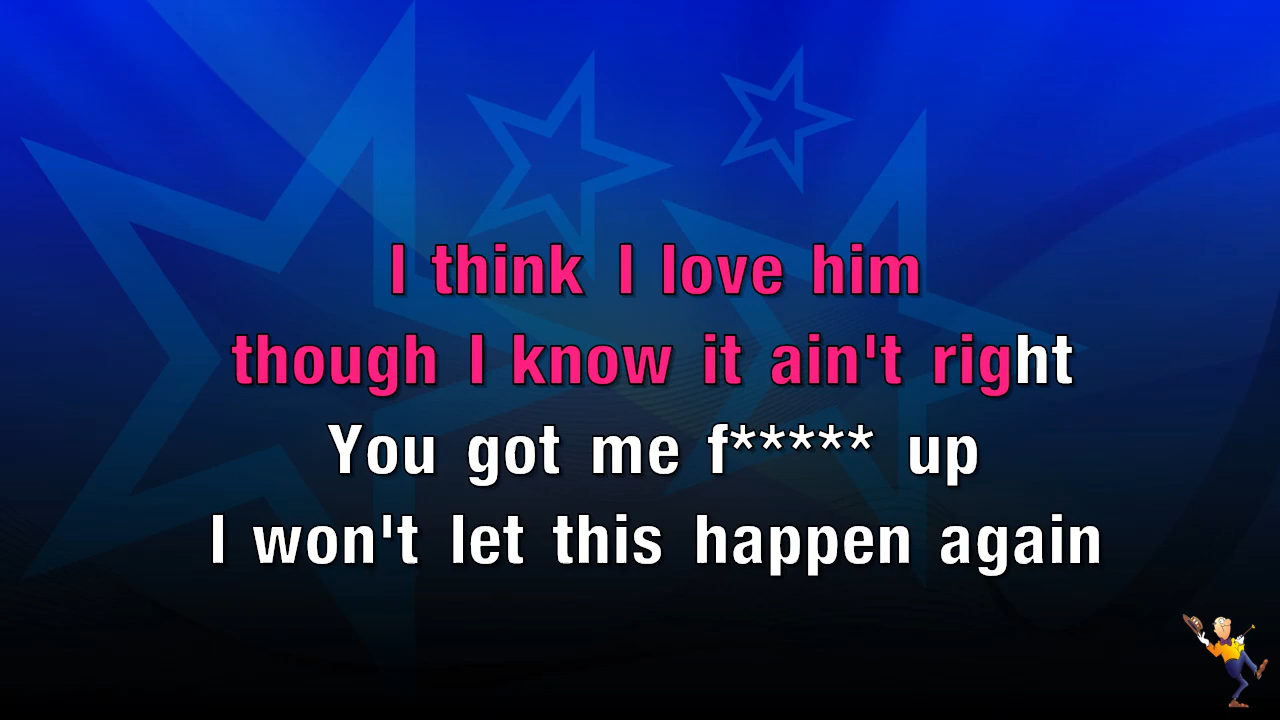 I think I love him
though I know it ain't right
You got me f***** up
I won't let this happen again